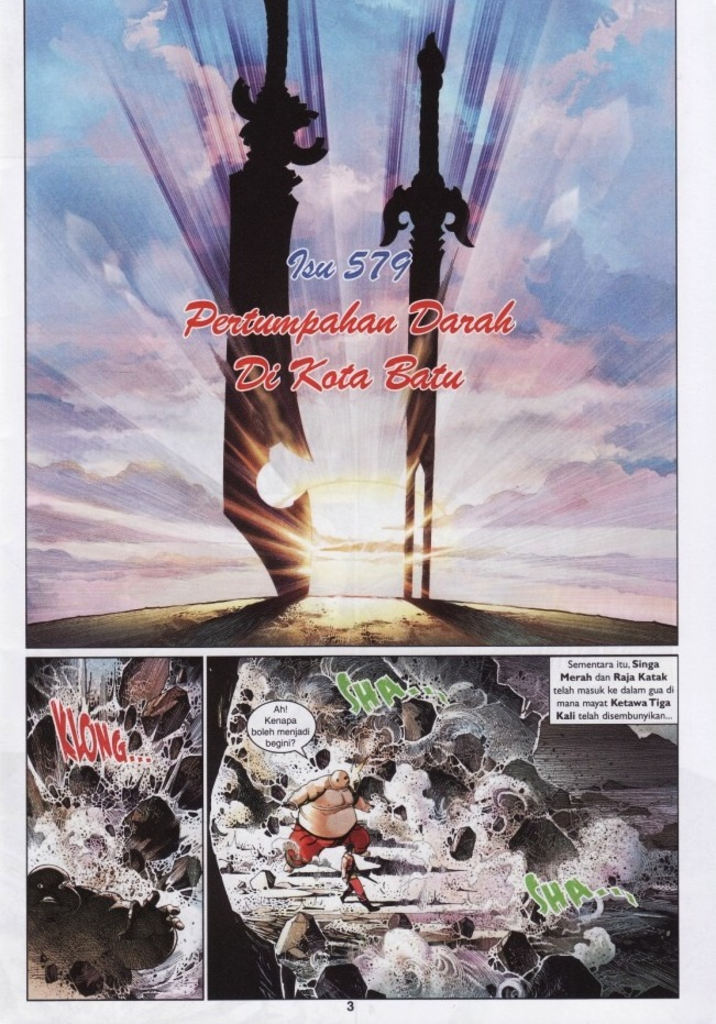 Isu 579
Pertumpahan Darah
Di Kota Batu
KLONG...
Ah!
Kenapa
boleh menjadi
begini?
SHA....
Sementara itu, Singa
Merah dan Raja Katak
telah masuk ke dalam gua di
mana mayat Ketawa Tiga
Kali telah disembunyikan...
SHA....
3